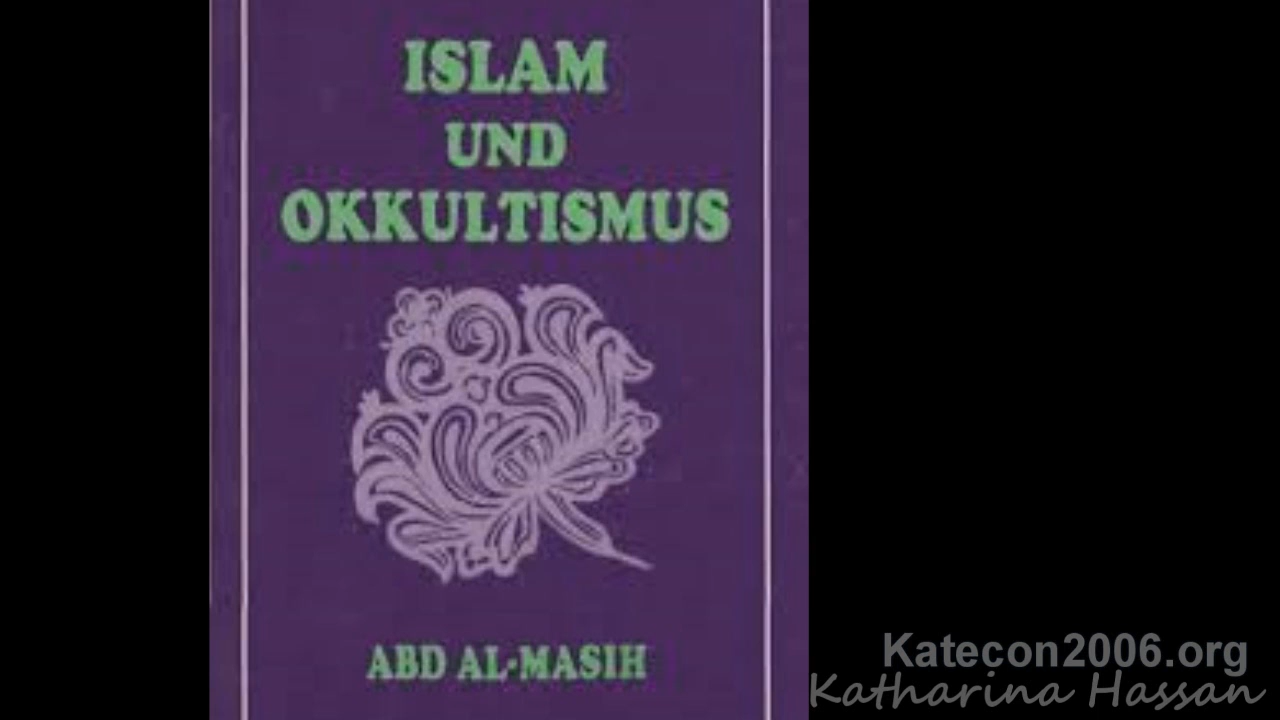 ISLAM
UND
OKKULTISMUS
ABD AL-MASIH
Katecon2006.org
Katharina Hassan